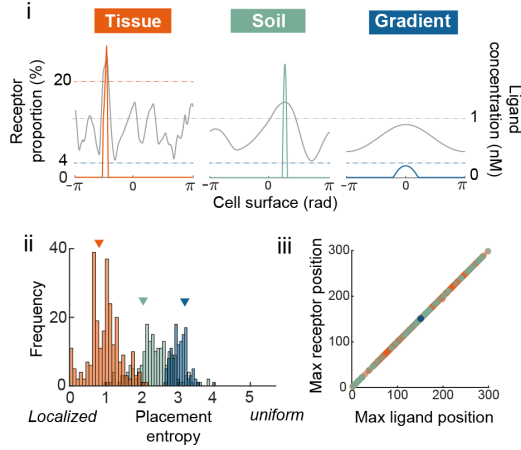 i
Tissue
Soil
Gradient
Receptor
proportion (%)
20
4
0
Ligand
concentration (nM)
1
0
−π 0 π −π 0 π −π 0 π
Cell surface (rad)
ii
Frequency
40
20
0
0 1 2 3 4 5
Localized Placement uniform
entropy
iii
Max receptor position
300
200
100
0
0 100 200 300
Max ligand position